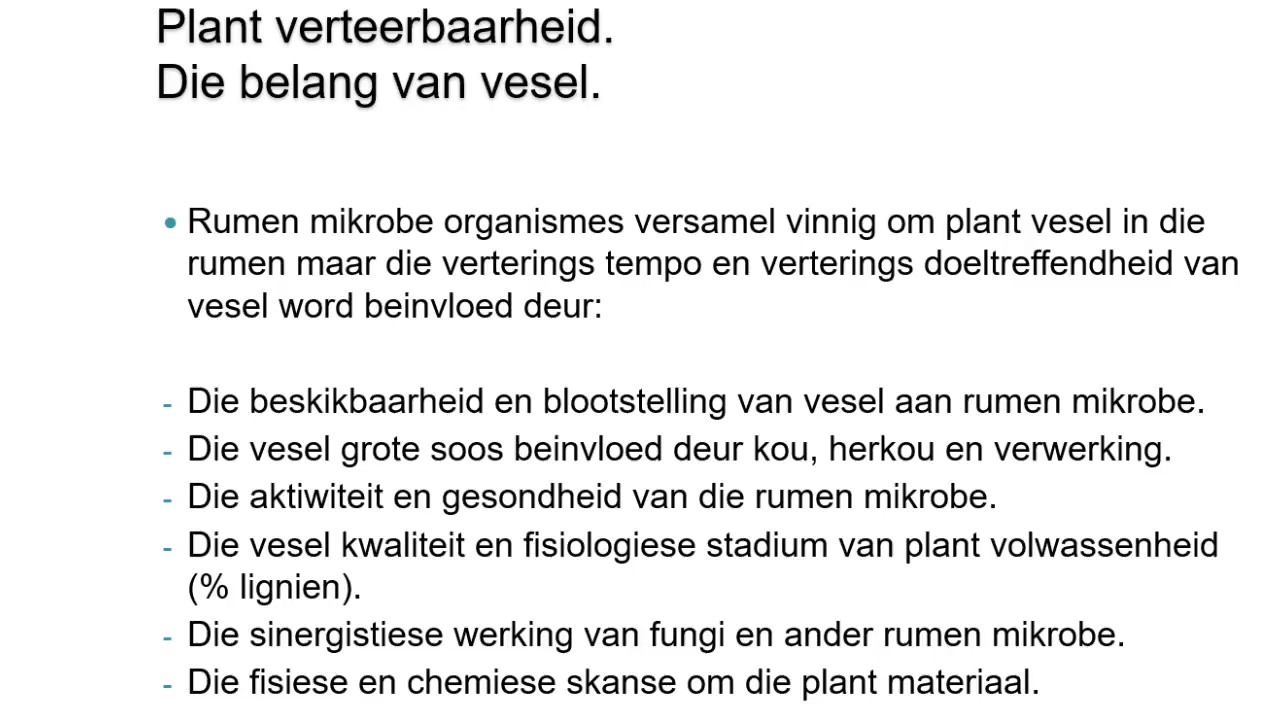 Plant verteerbaarheid.
Die belang van vesel.
• Rumen mikrobe organismes versamel vinnig om plant vesel in die
rumen maar die verterings tempo en verterings doeltreffendheid van
vesel word beinvloed deur:
- Die beskikbaarheid en blootstelling van vesel aan rumen mikrobe.
- Die vesel grote soos beinvloed deur kou, herkou en verwerking.
- Die aktiwiteit en gesondheid van die rumen mikrobe.
- Die vesel kwaliteit en fisiologiese stadium van plant volwassenheid
(% lignien).
- Die sinergistiese werking van fungi en ander rumen mikrobe.
- Die fisiese en chemiese skanse om die plant materiaal.